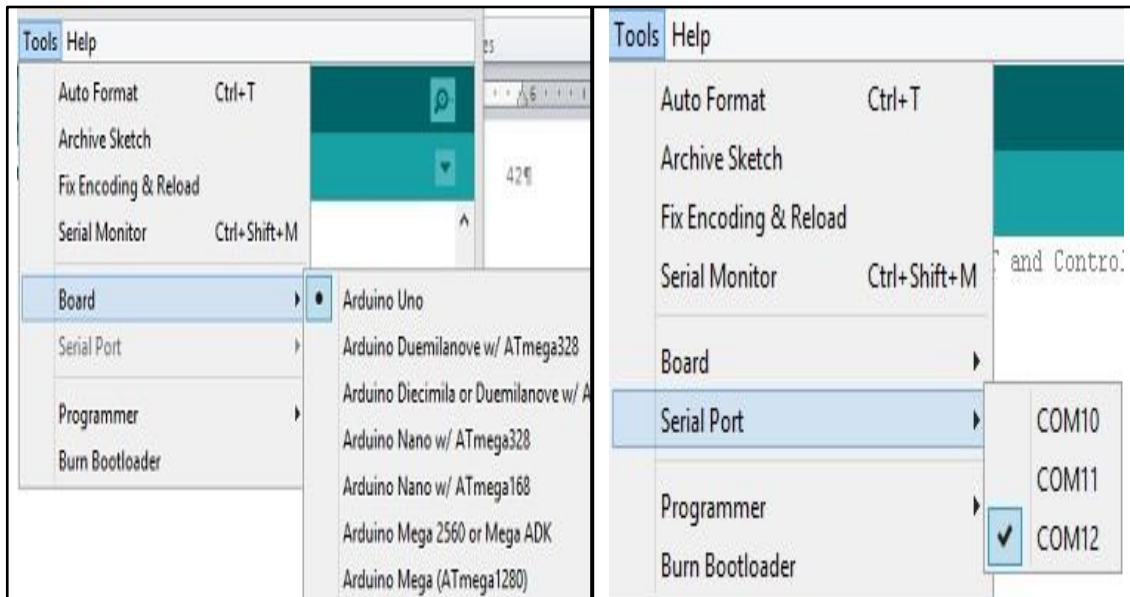 Tools Help
Auto Format Ctrl+T
Archive Sketch
Fix Encoding & Reload
Serial Monitor Ctrl+Shift+M
Board
Serial Port
Programmer
Burn Bootloader
Arduino Uno
Arduino Duemilanove w/ ATmega328
Arduino Diecimila or Duemilanove w/ A
Arduino Nano w/ ATmega328
Arduino Nano w/ ATmega168
Arduino Mega 2560 or Mega ADK
Arduino Mega (ATmega1280)
es
6
42¶
Tools Help
Auto Format Ctrl+T
Archive Sketch
Fix Encoding & Reload
Serial Monitor Ctrl+Shift+M
Board
Serial Port
Programmer
Burn Bootloader
COM10
COM11
COM12
and Control